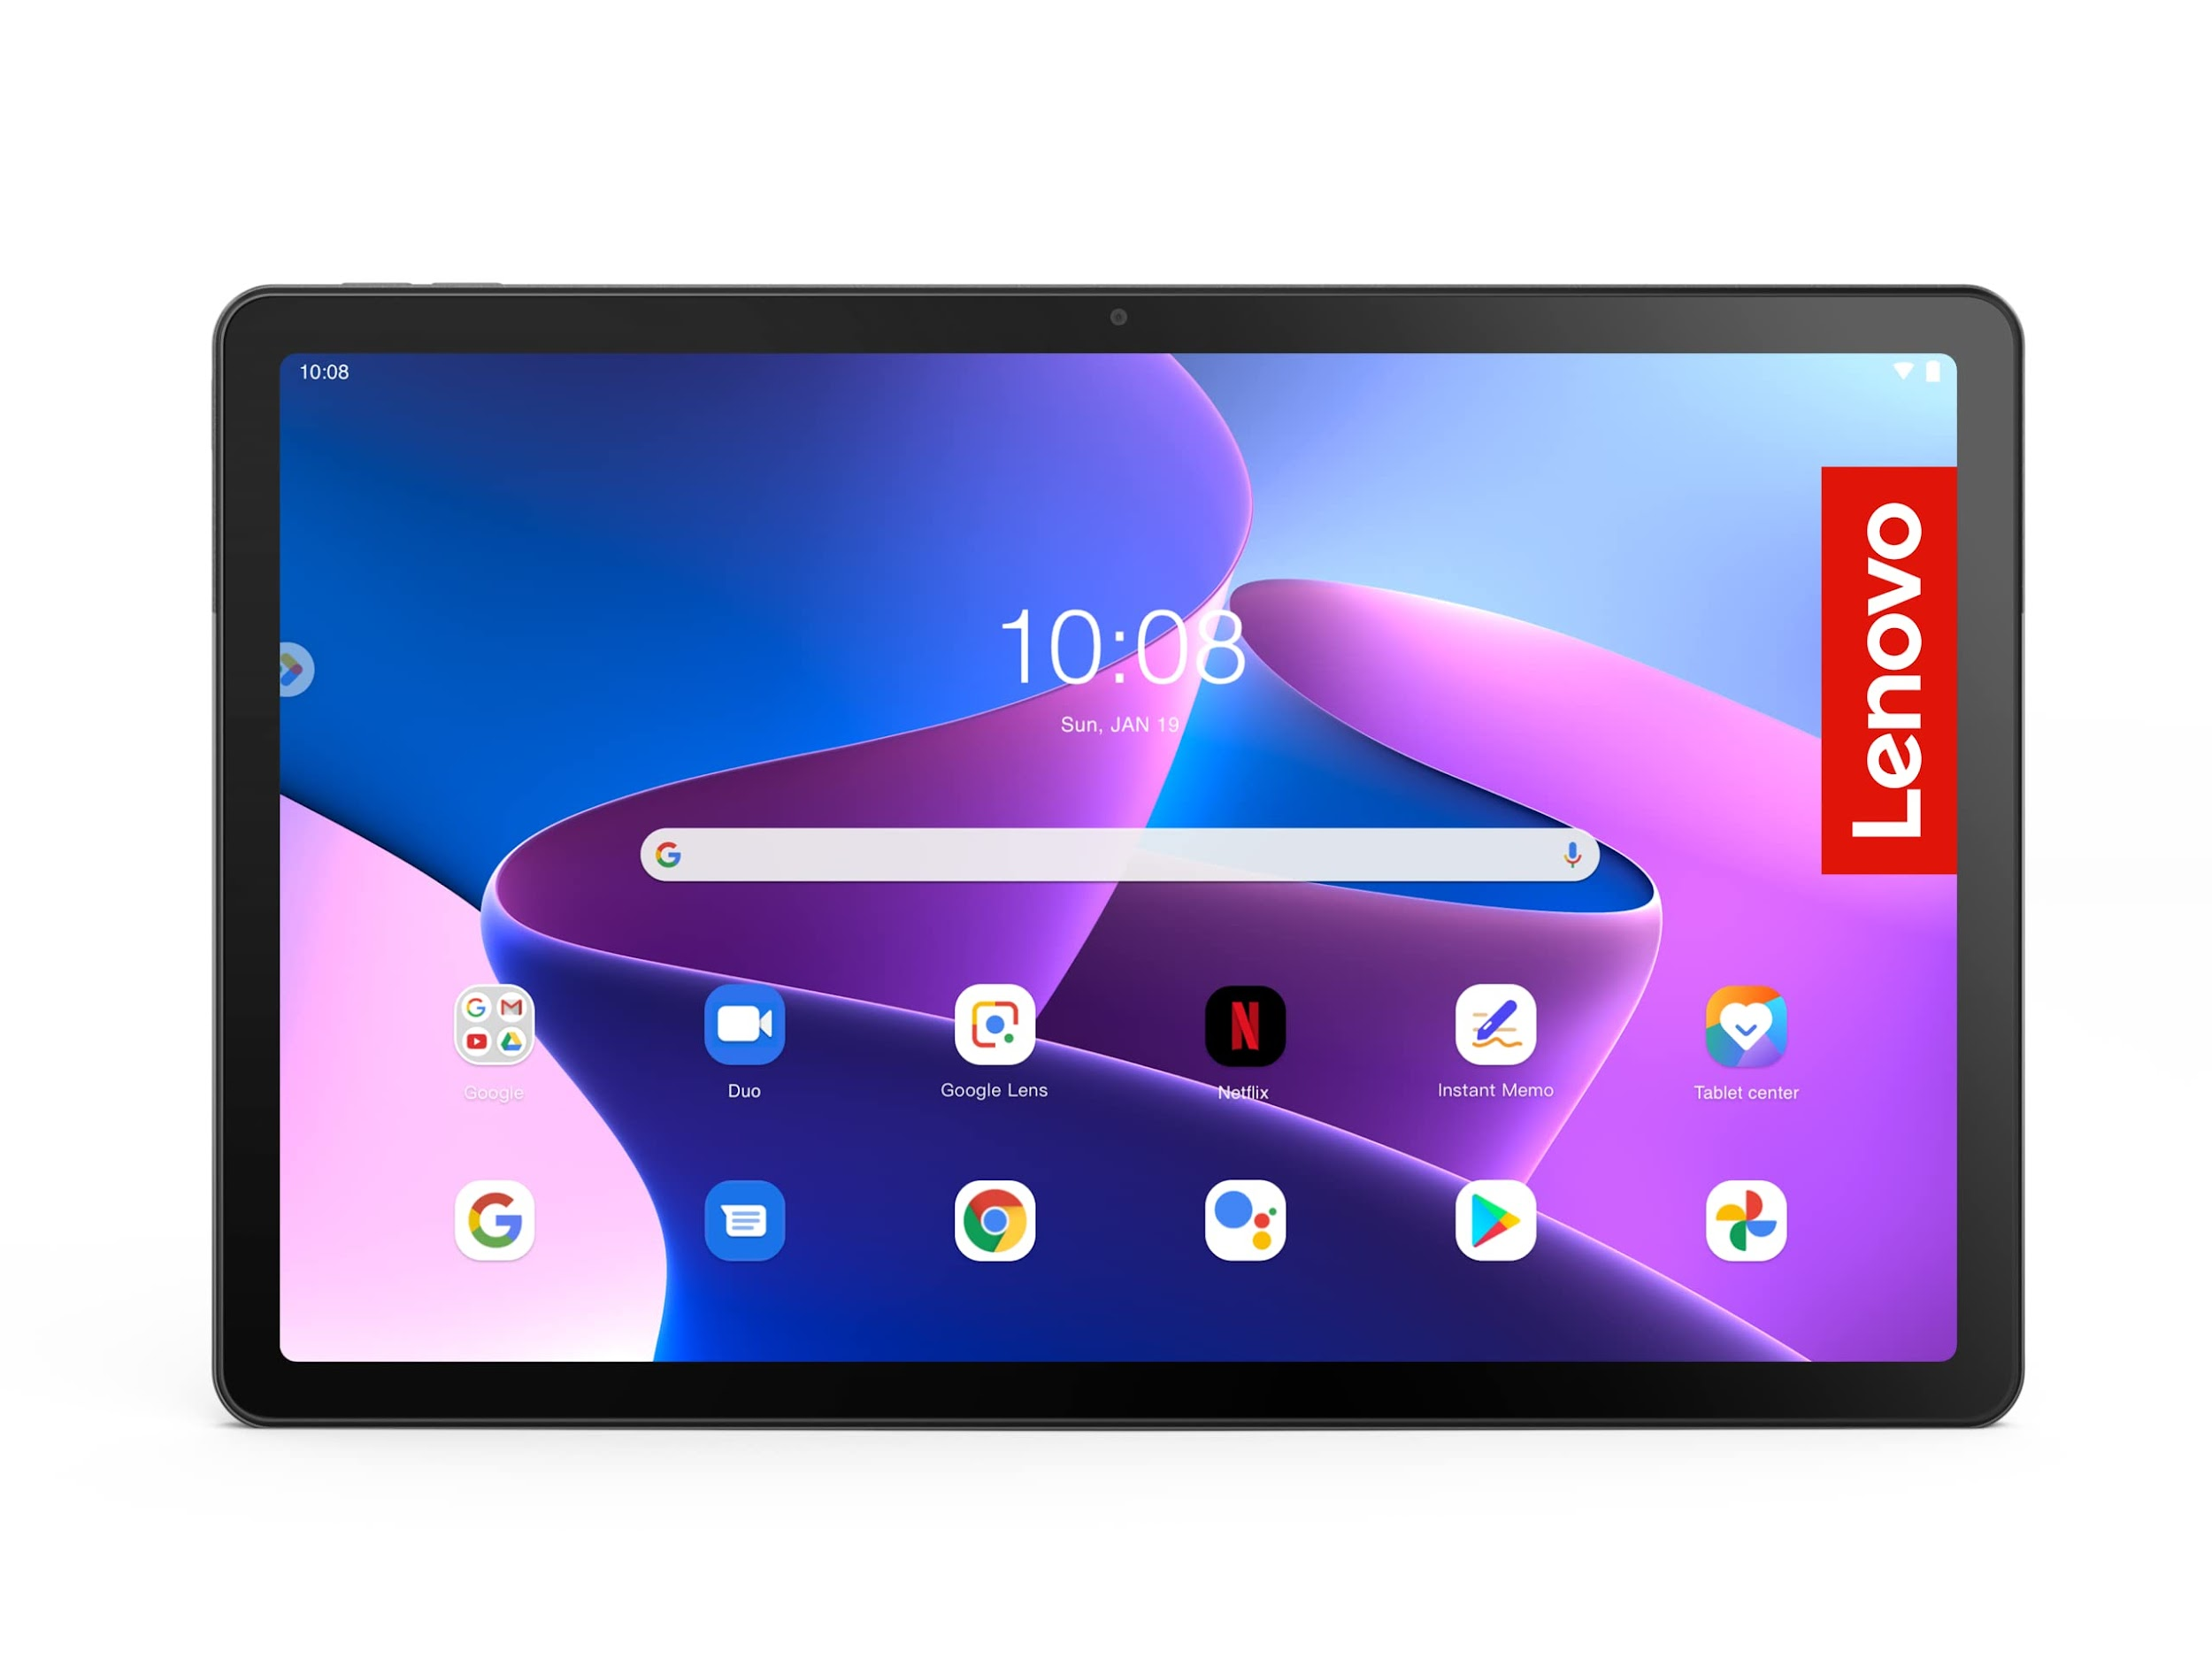 10:08
Lenovo
10:08
Sun, JAN 19
Google
Duo
Google Lens
Netflix
Instant Memo
Tablet center